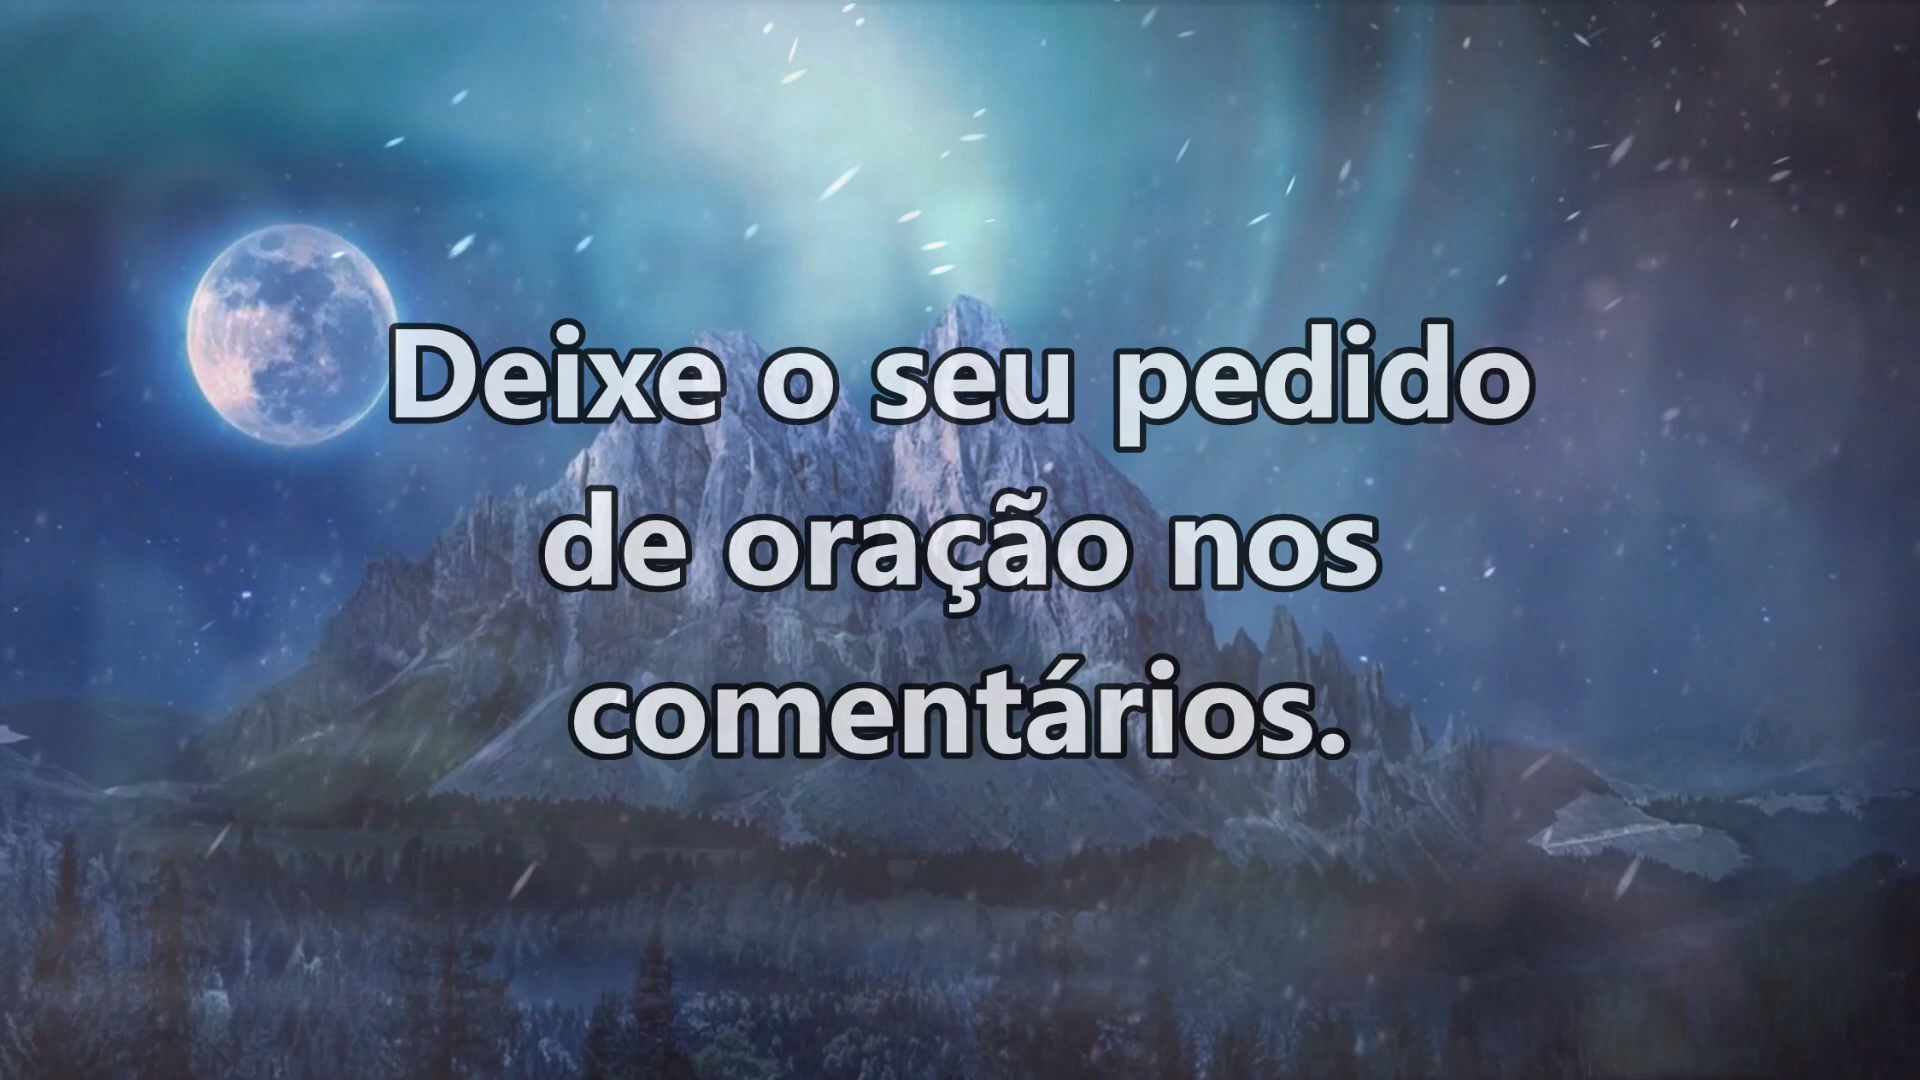 Deixe o seu pedido
de oração nos
comentários.